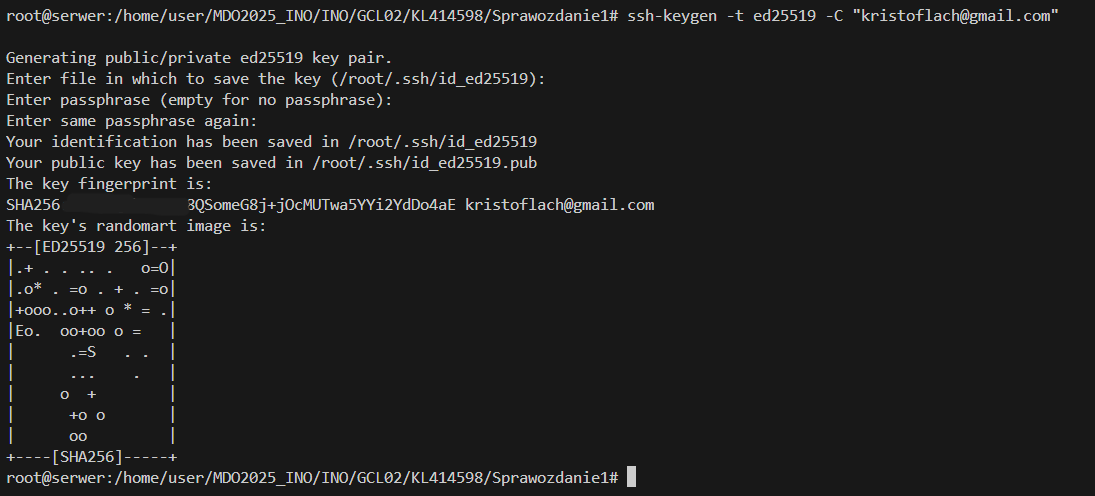 root@serwer:/home/user/MDO2025_INO/INO/GCL02/KL414598/Sprawozdanie1# ssh-keygen -t ed25519 -C "kristoflach@gmail.com"
Generating public/private ed25519 key pair.
Enter file in which to save the key (/root/.ssh/id_ed25519):
Enter passphrase (empty for no passphrase):
Enter same passphrase again:
Your identification has been saved in /root/.ssh/id_ed25519
Your public key has been saved in /root/.ssh/id_ed25519.pub
The key fingerprint is:
SHA256 QSomeG8j+jOcMUTwa5YYi2YdDo4aE kristoflach@gmail.com
The key's randomart image is:
+--[ED25519 256]--+
|.+ . . .. .   o=O|
|.o* . =o . + . =o|
|+ooo..o++ o * = .|
|Eo.  oo+oo o =   |
|      .=S   . .  |
|      ...    .   |
|     o  +        |
|      +o o       |
|      oo         |
+----[SHA256]-----+
root@serwer:/home/user/MDO2025_INO/INO/GCL02/KL414598/Sprawozdanie1#